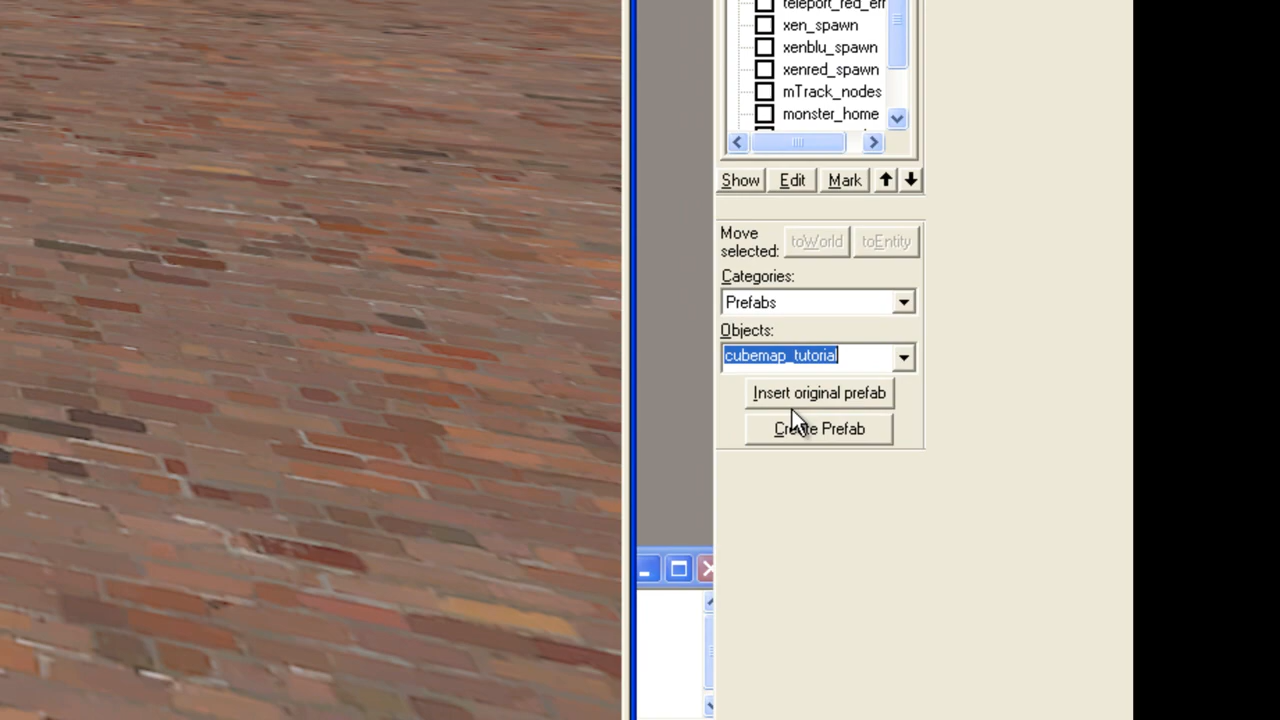 xen_spawn
xenblu_spawn
xenred_spawn
mTrack_nodes
monster_home
Show Edit Mark
Move
selected: toWorld toEntity
Categories:
Prefabs
Objects:
cubemap_tutorial
Insert original prefab
Create Prefab